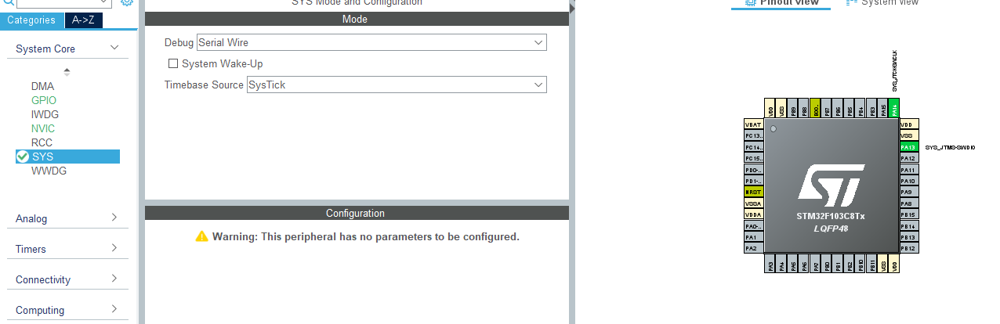 SYS Mode and Configuration
Pinout view
System view
Categories
A->Z
Mode
System Core
Debug
Serial Wire
System Wake-Up
Timebase Source
SysTick
DMA
GPIO
IWDG
NVIC
RCC
SYS
WWDG
Configuration
Warning: This peripheral has no parameters to be configured.
Analog
Timers
Connectivity
Computing
SYS_JTCK-SWCLK
VDD
VSS
PB9
PB8
BOO..
PB7
PB6
PB5
PB4
PB3
PA15
PA14
VBAT
PC13..
PC14..
PC15..
PD0-..
PD1-..
NRST
VSSA
VDDA
PA0-..
PA1
PA2
VDD
VSS
PA13
SYS_JTMS-SWDIO
PA12
PA11
PA10
PA9
PA8
PB15
PB14
PB13
PB12
STM32F103C8Tx
LQFP48
PA3
PA4
PA5
PA6
PA7
PB0
PB1
PB2
PB10
PB11
VSS
VDD